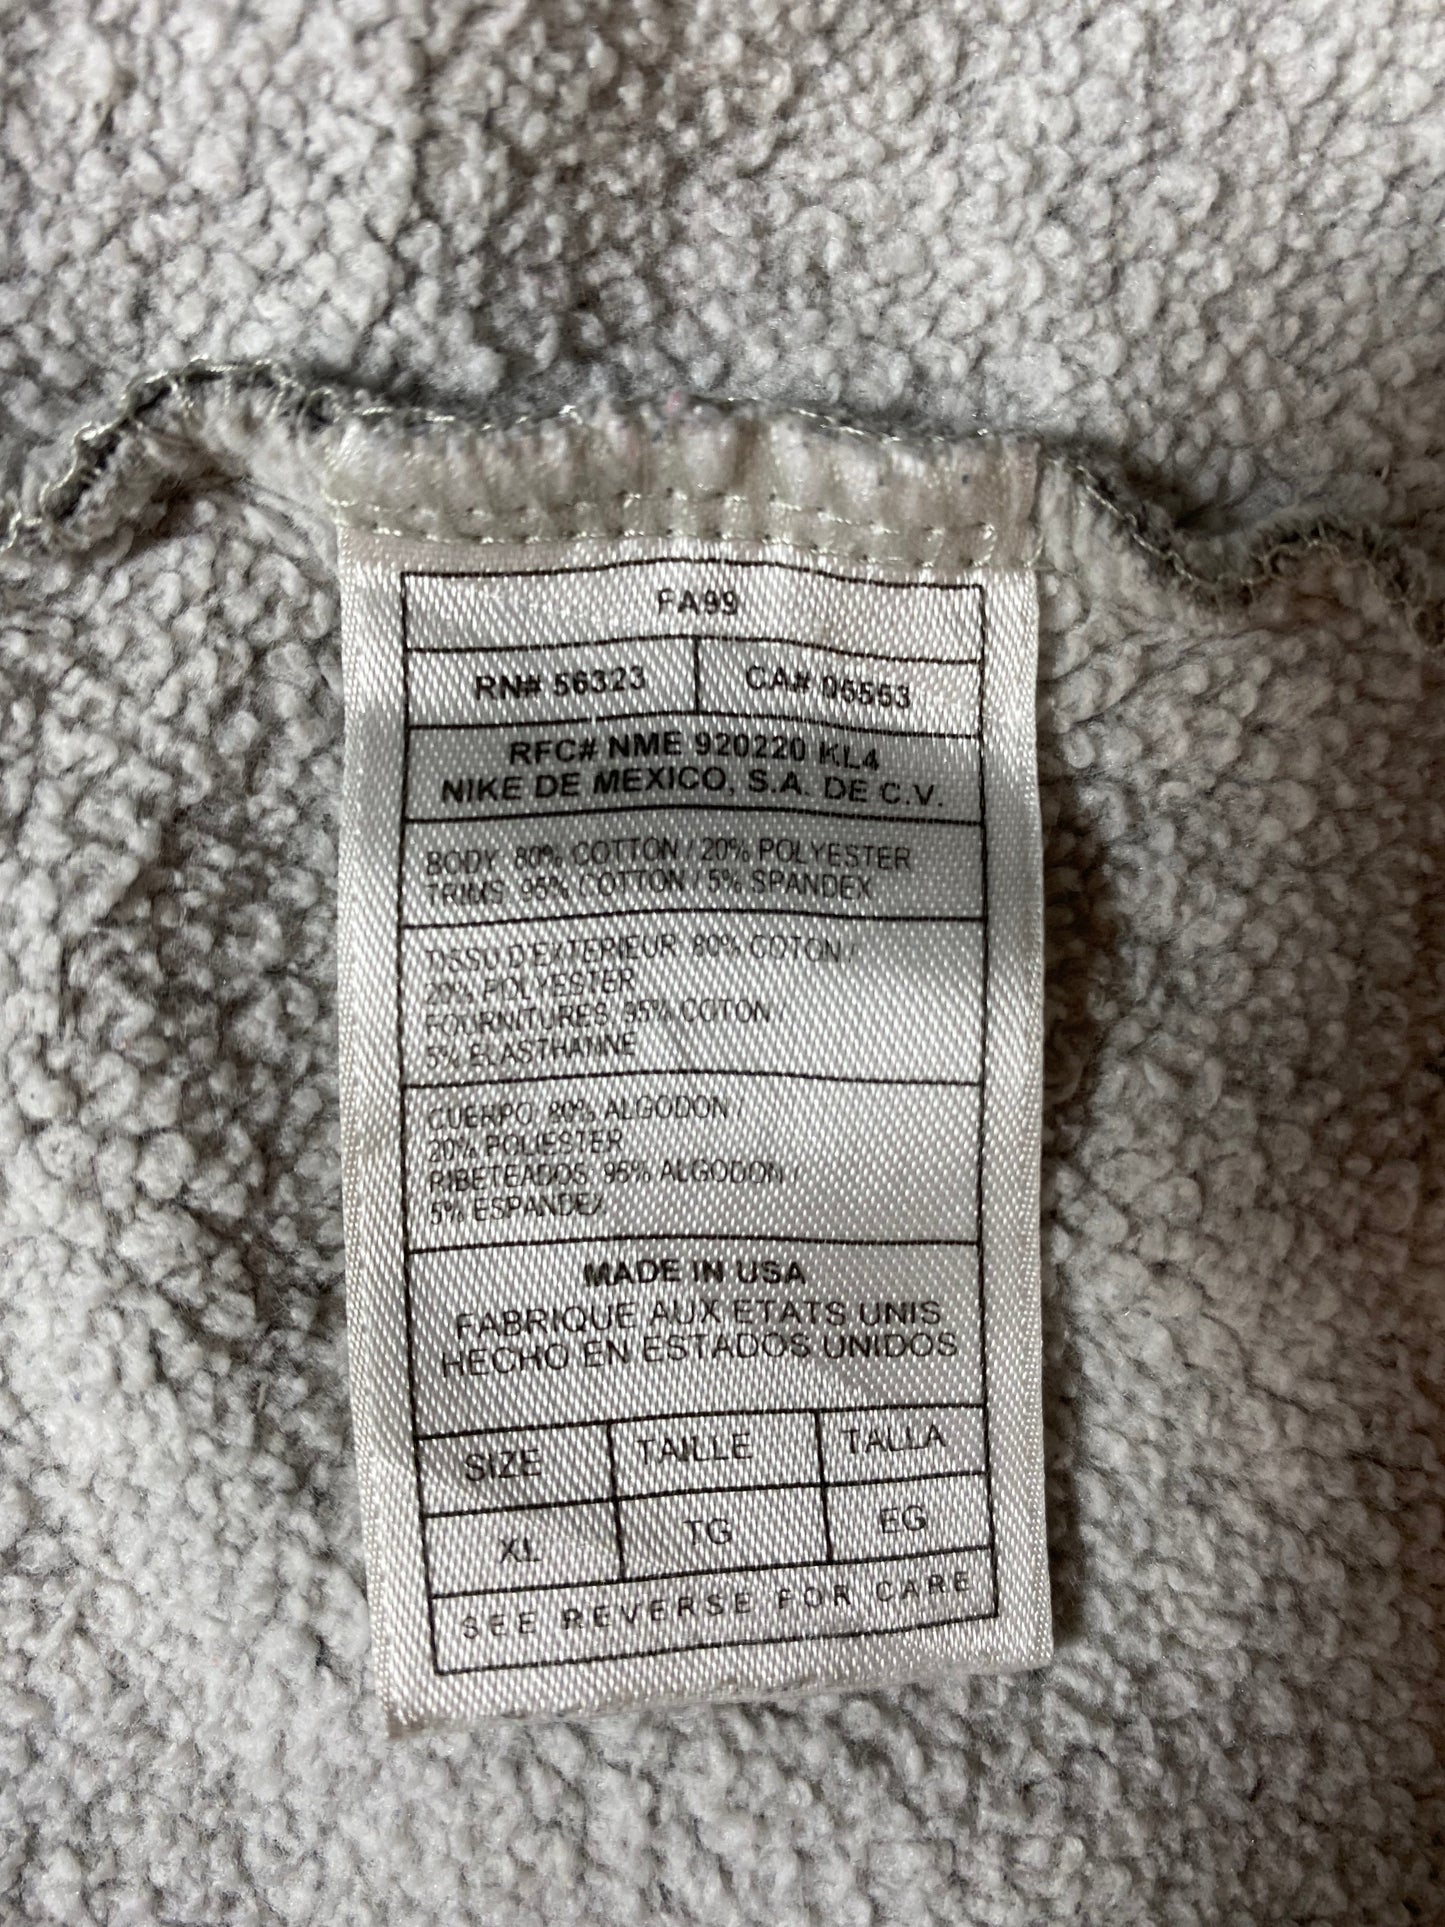 FA99
RN# 56323 CA# 05553
RFC# NME 920220 KL4
NIKE DE MEXICO, S.A. DE C.V.
BODY: 80% COTTON / 20% POLYESTER
TRIMS: 95% COTTON / 5% SPANDEX
TISSU D'EXTERIEUR: 80% COTON /
20% POLYESTER
FOURNITURES: 95% COTON
5% ELASTHANNE
CUERPO: 80% ALGODON /
20% POLIESTER
RIBETEADOS: 95% ALGODON /
5% ESPANDEX
MADE IN USA
FABRIQUE AUX ETATS UNIS
HECHO EN ESTADOS UNIDOS
SIZE TAILLE TALLA
XL TG EG
SEE REVERSE FOR CARE